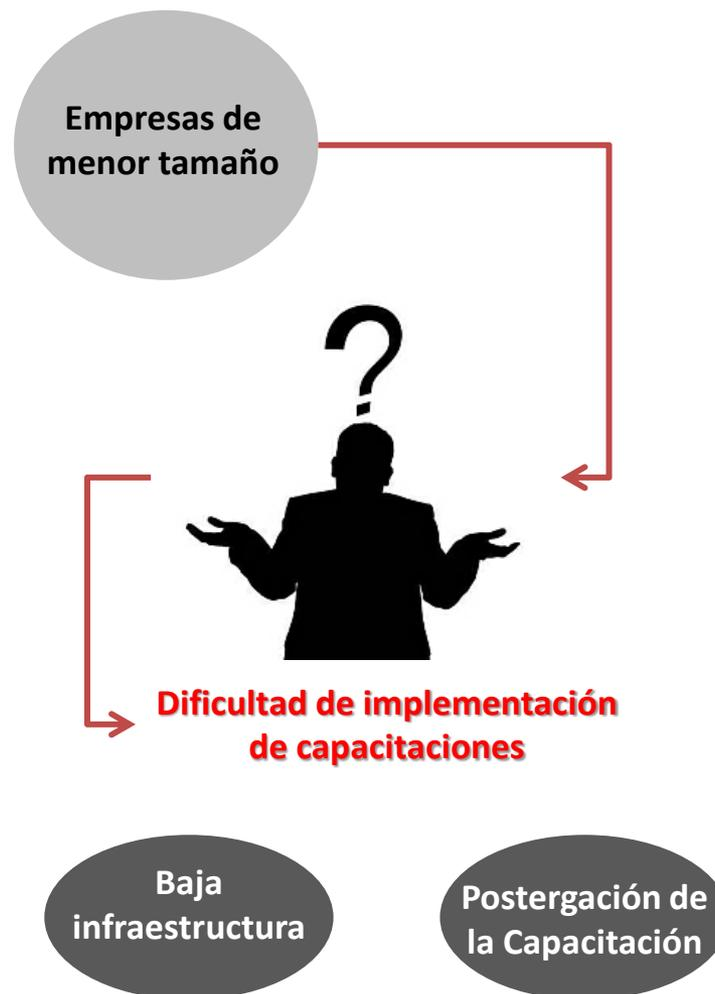 Empresas de
menor tamaño
?
Dificultad de implementación
de capacitaciones
Baja
infraestructura
Postergación de
la Capacitación